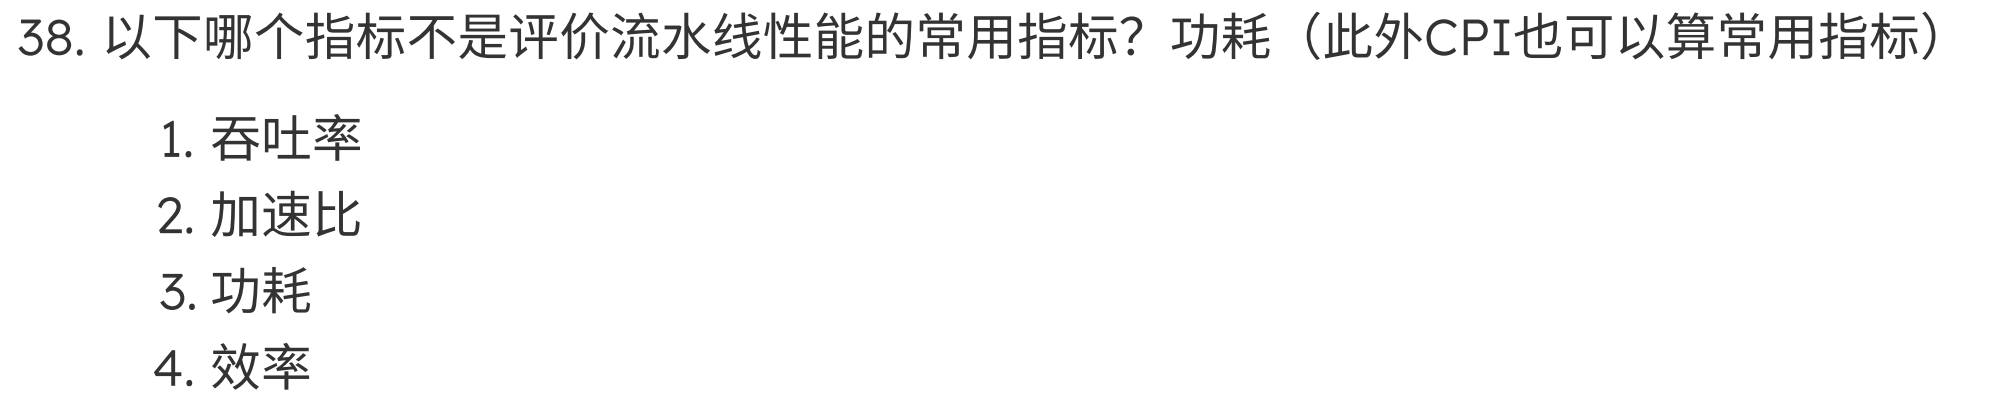 38. 以下哪个指标不是评价流水线性能的常用指标？功耗（此外CPI也可以算常用指标）
1. 吞吐率
2. 加速比
3. 功耗
4. 效率